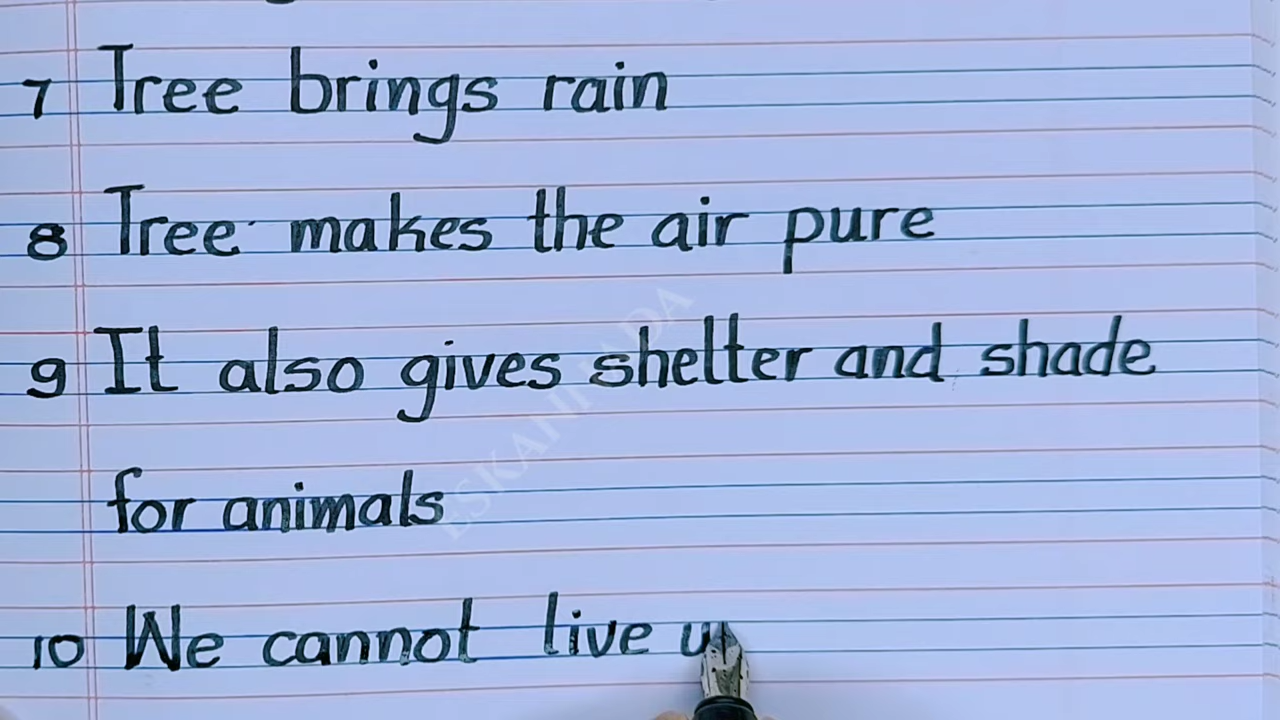 7 Tree brings rain
8 Tree makes the air pure
9 It also gives shelter and shade
for animals
10 We cannot live